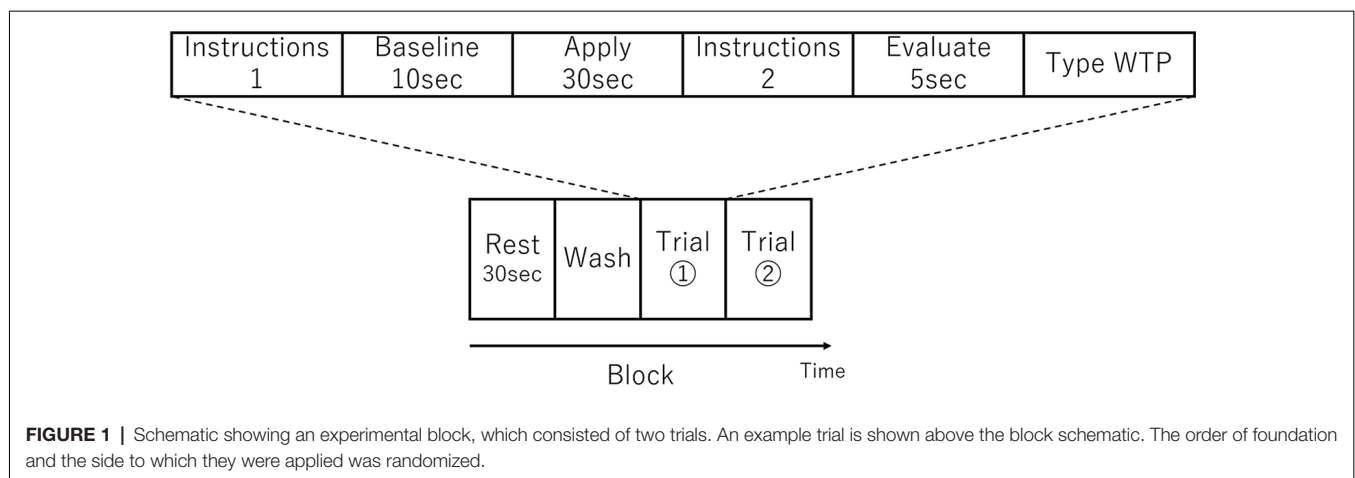 Instructions 1
Baseline 10sec
Apply 30sec
Instructions 2
Evaluate 5sec
Type WTP
Rest 30sec
Wash
Trial ①
Trial ②
Block
Time
FIGURE 1 | Schematic showing an experimental block, which consisted of two trials. An example trial is shown above the block schematic. The order of foundation
and the side to which they were applied was randomized.